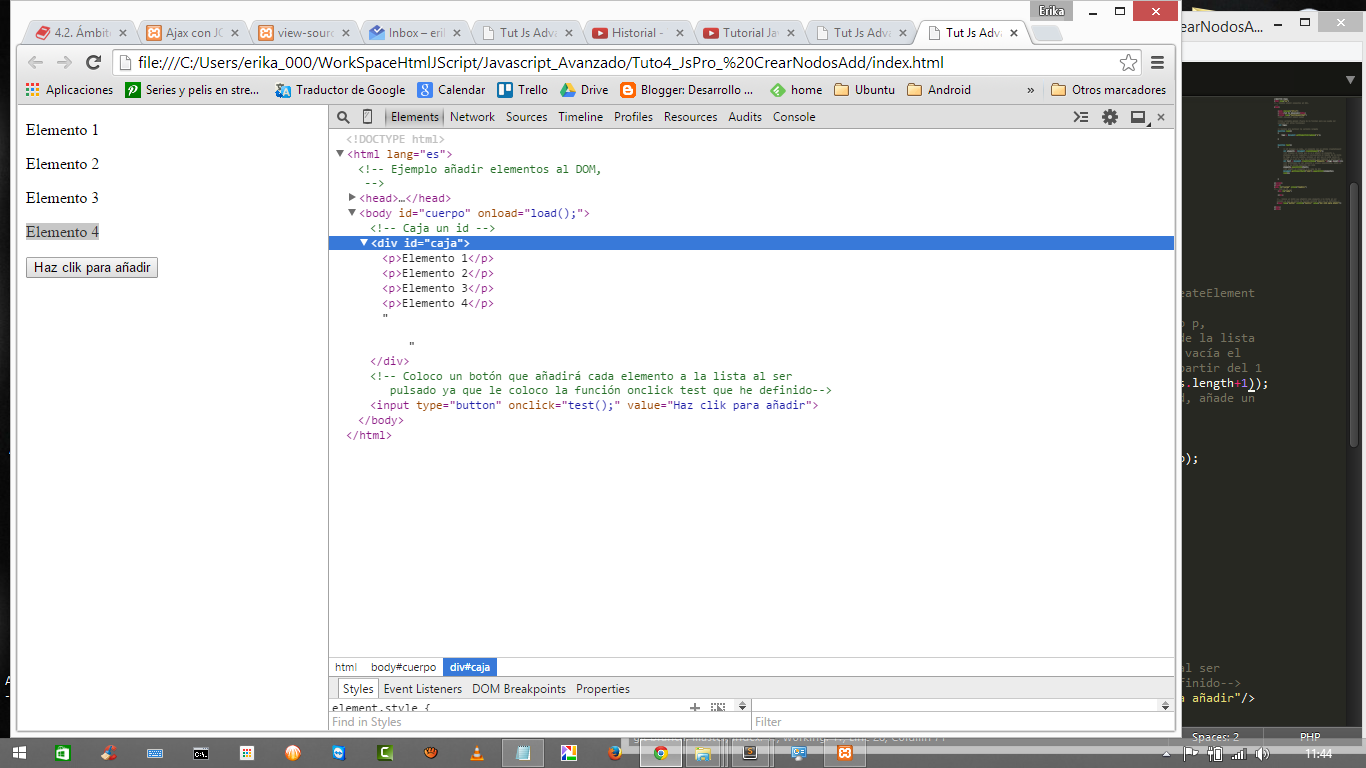 Erika
4.2. Ámbit
Ajax con JQ
view-sourc
Inbox – eril
Tut Js Adva
Historial -
Tutorial Jav
Tut Js Adva
Tut Js Adva
earNodosA...
file:///C:/Users/erika_000/WorkSpaceHtmlJScript/Javascript_Avanzado/Tuto4_JsPro_%20CrearNodosAdd/index.html
Aplicaciones
Series y pelis en stre...
Traductor de Google
Calendar
Trello
Drive
Blogger: Desarrollo ...
home
Ubuntu
Android
»
Otros marcadores
Elemento 1
Elemento 2
Elemento 3
Elemento 4
Haz clik para añadir
Elements Network Sources Timeline Profiles Resources Audits Console
<!DOCTYPE html>
<html lang="es">
<!-- Ejemplo añadir elementos al DOM,
-->
<head>…</head>
<body id="cuerpo" onload="load();">
<!-- Caja un id -->
<div id="caja">
<p>Elemento 1</p>
<p>Elemento 2</p>
<p>Elemento 3</p>
<p>Elemento 4</p>
"
"
</div>
<!-- Coloco un botón que añadirá cada elemento a la lista al ser
pulsado ya que le coloco la función onclick test que he definido-->
<input type="button" onclick="test();" value="Haz clik para añadir">
</body>
</html>
html body#cuerpo div#caja
Styles Event Listeners DOM Breakpoints Properties
element.style {
Find in Styles
Filter
eateElement
p,
de la lista
vacía el
partir del 1
s.length+1));
d, añade un
);
al ser
finido-->
a añadir"/>
Spaces: 2
PHP
11:44